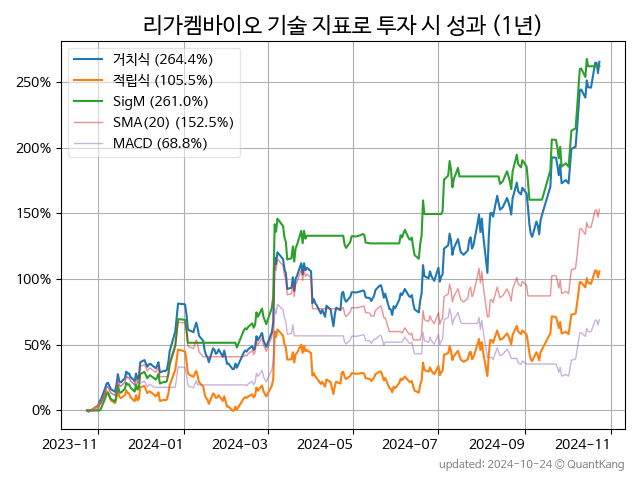 리가켐바이오 기술 지표로 투자 시 성과 (1년)
거치식 (264.4%)
적립식 (105.5%)
SigM (261.0%)
SMA(20) (152.5%)
MACD (68.8%)
250%
200%
150%
100%
50%
0%
2023-11 2024-01 2024-03 2024-05 2024-07 2024-09 2024-11
updated: 2024-10-24 © QuantKang